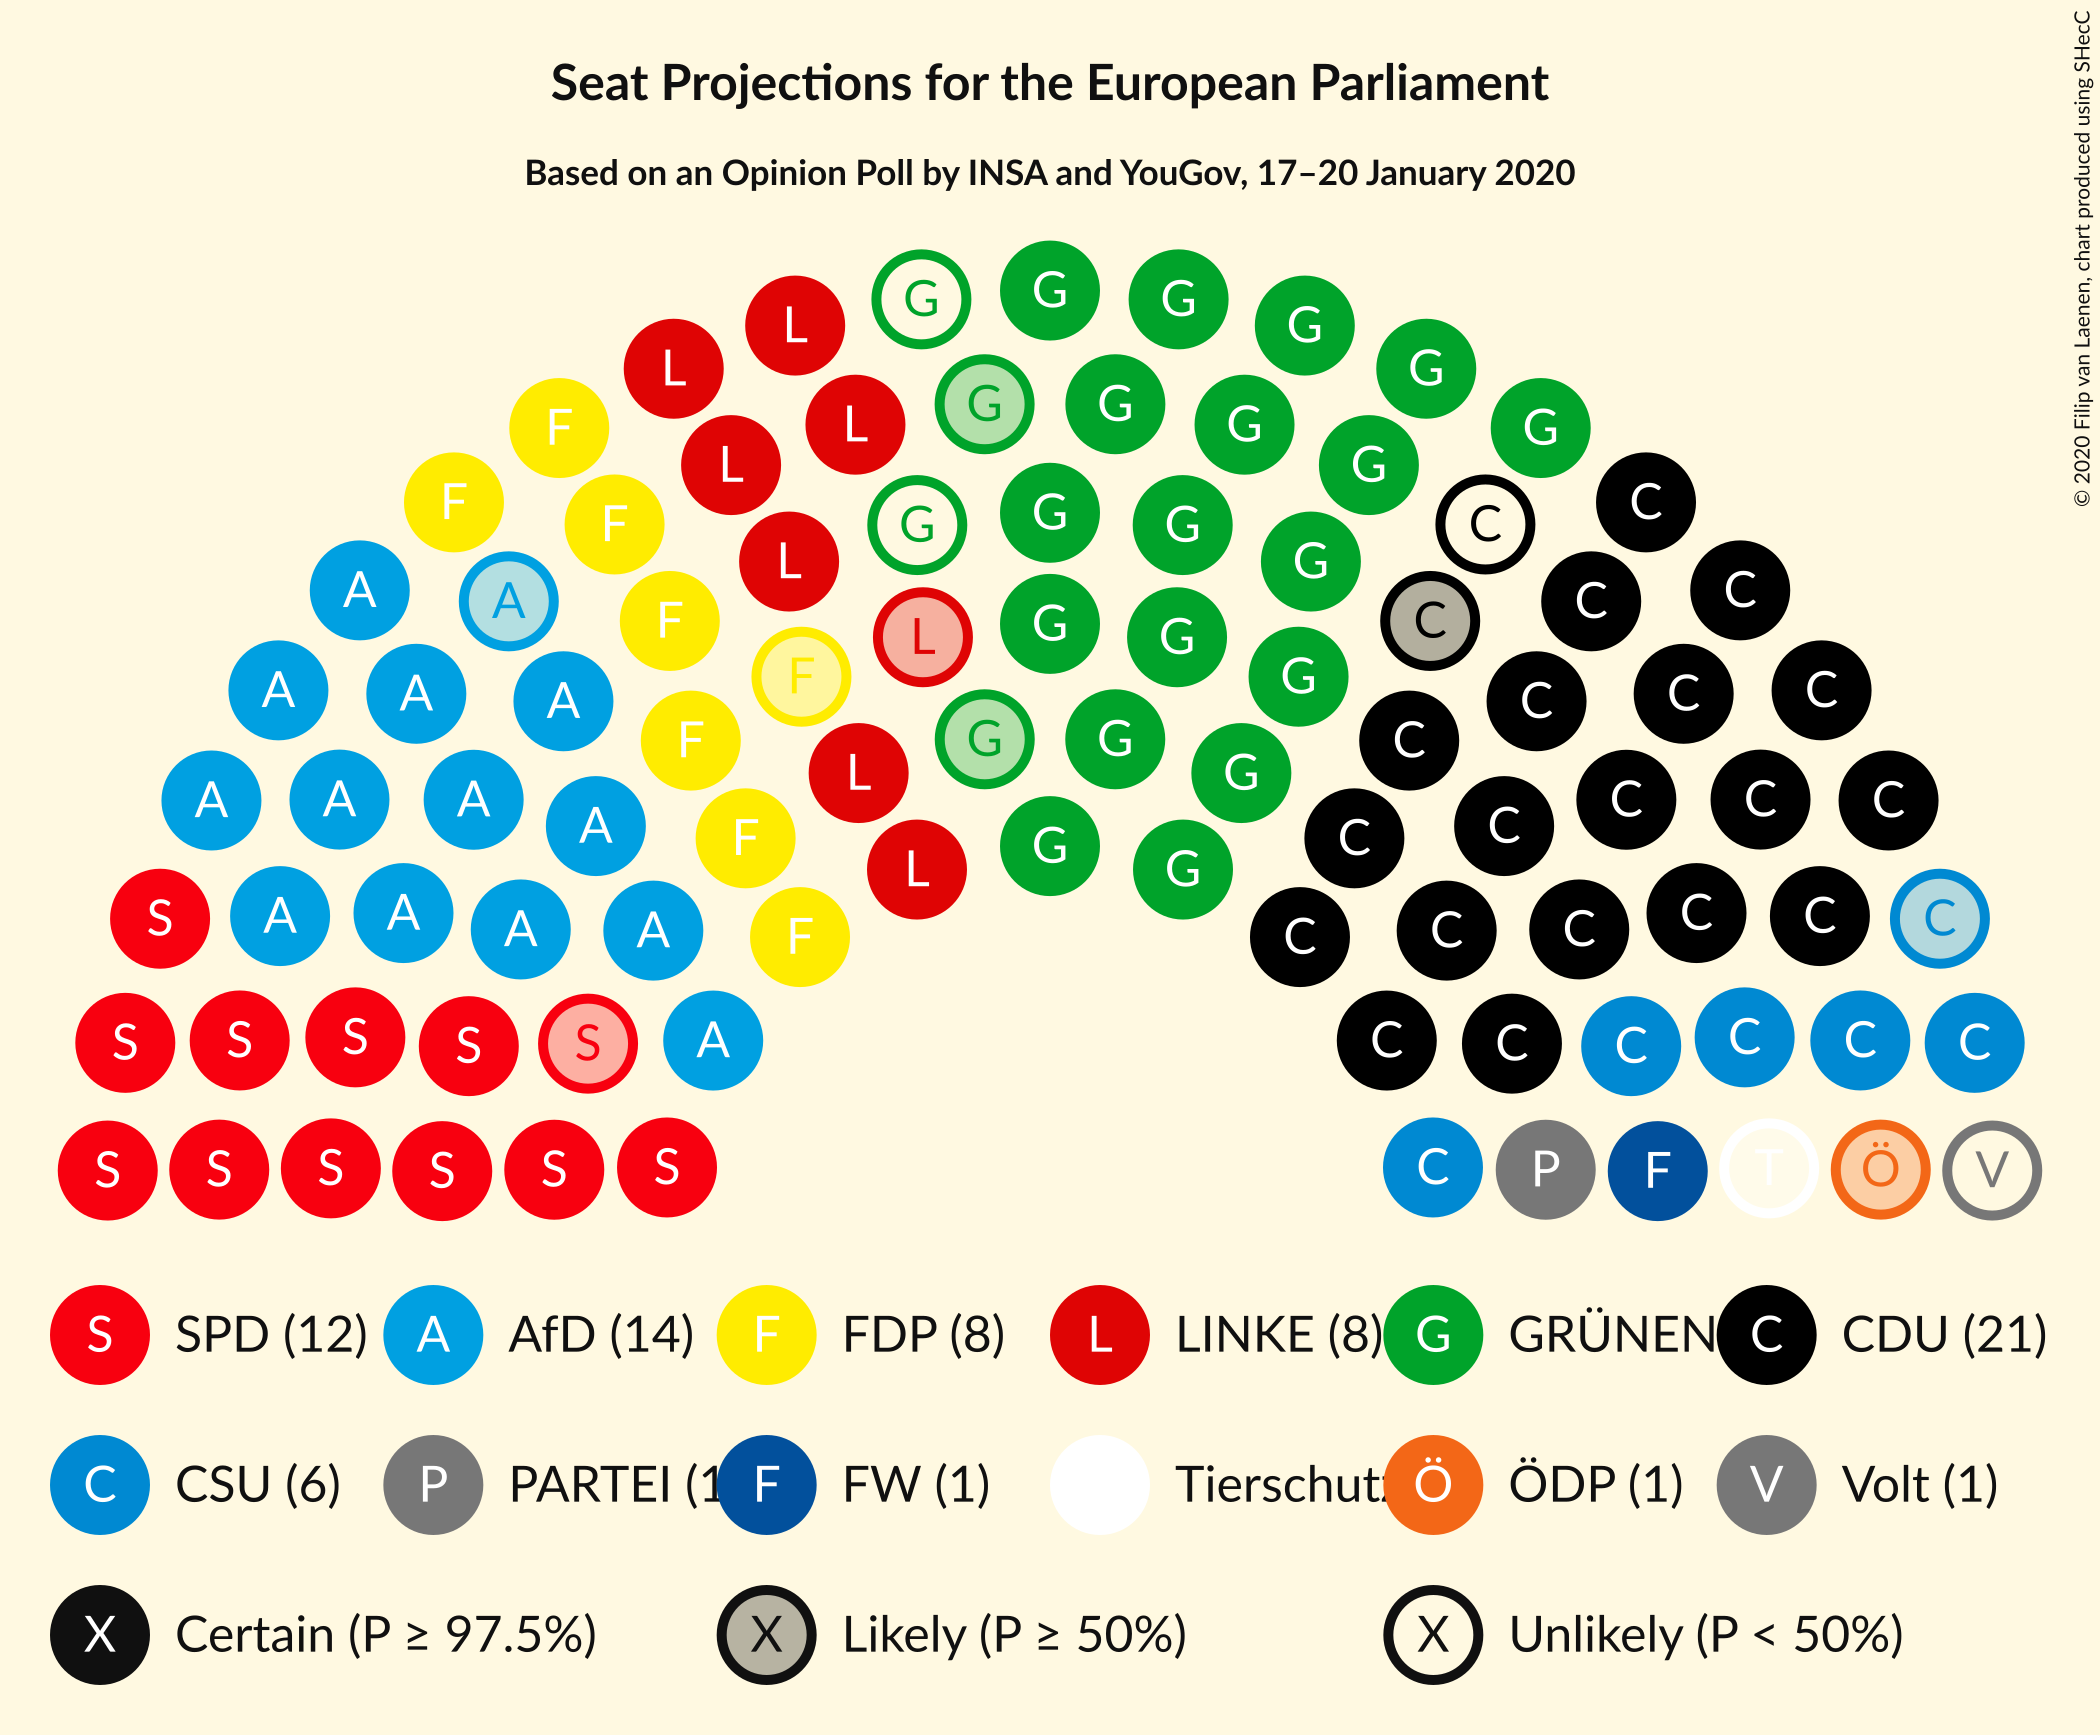 Seat Projections for the European Parliament
Based on an Opinion Poll by INSA and YouGov, 17–20 January 2020
© 2020 Filip van Laenen, chart produced using SHecC
G G G G G G
L L
F F
F L L G G G G
C C C
A A
F L G G G G
C C C
A A A
F F L G G G
C C C C
A A A A
F L G G G
C C C C C
S A A A A
F L G G
C C C C C C
S S S S S A
C C C C C C
S S S S S S
C P F T Ö V
S SPD (12) A AfD (14) F FDP (8) L LINKE (8) G GRÜNEN C CDU (21)
C CSU (6) P PARTEI (1 F FW (1) Tierschutz Ö ÖDP (1) V Volt (1)
X Certain (P ≥ 97.5%) X Likely (P ≥ 50%) X Unlikely (P < 50%)